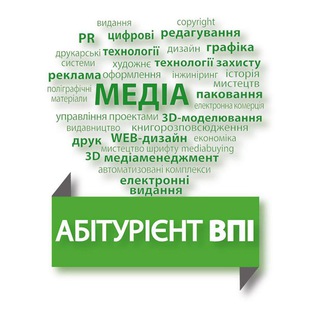 видання copyright
PR цифрові редагування
друкарські технології дизайн графіка
системи художнє технології захисту
реклама оформлення інжиніринг історія
поліграфічні матеріали МЕДІА мистецтв
пакованя
електронна комерція
управління проектами 3D-моделювання
видавництво книгорозповсюдження
друк WEB-дизайн економіка
мистецтво шрифту mediabuying
3D медіаменеджмент
автоматизовані комплекси
електронні
видання
АБІТУРІЄНТ ВПІ